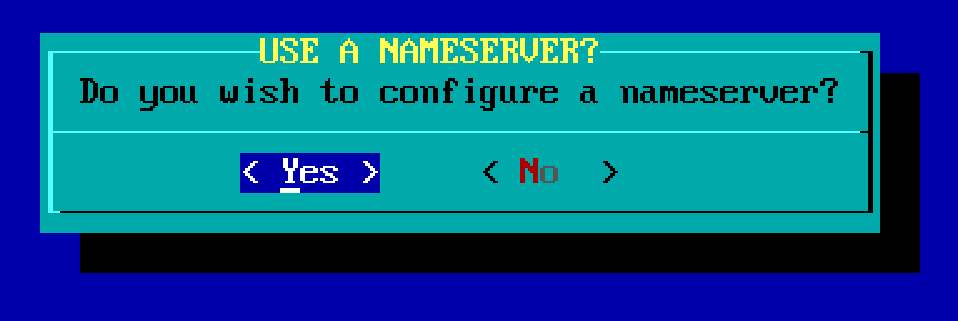 USE A NAMESERVER?
Do you wish to configure a nameserver?
< Yes > < No >